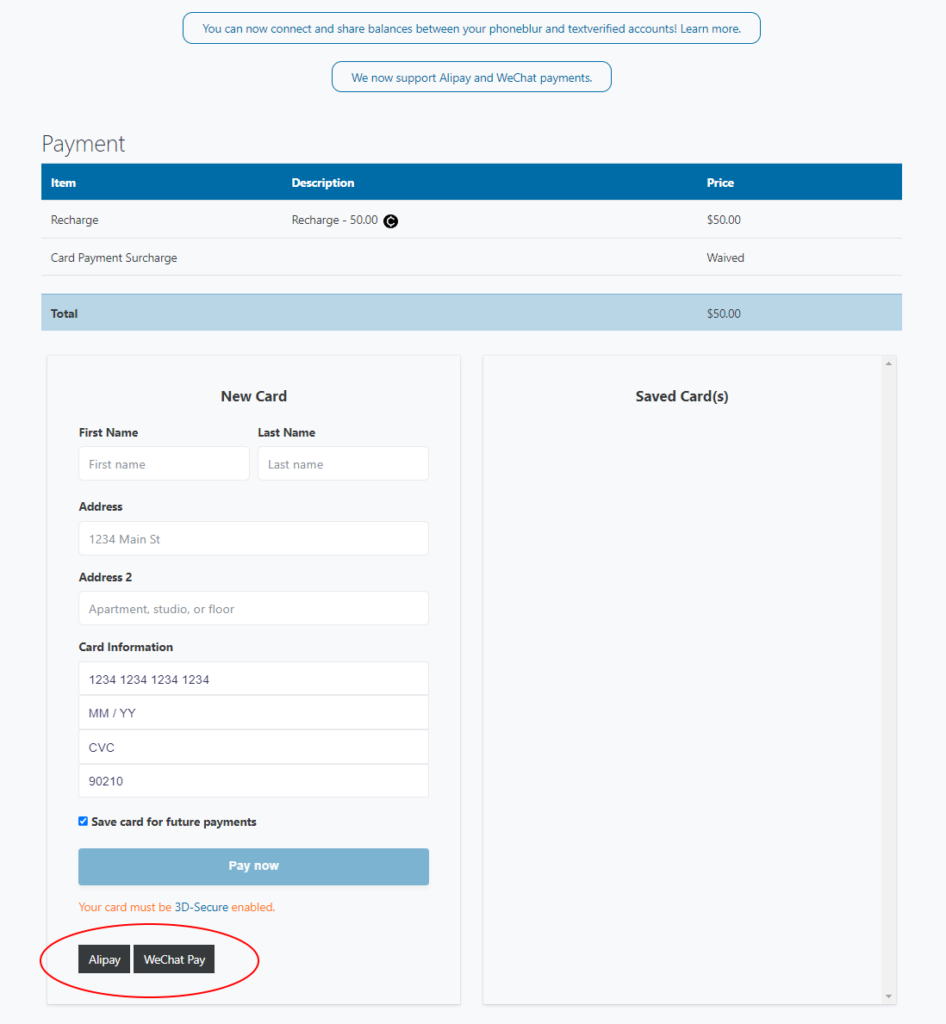 You can now connect and share balances between your phoneblur and textverified accounts! Learn more.
We now support Alipay and WeChat payments.
Payment
Item Description Price
Recharge Recharge - 50.00 C $50.00
Card Payment Surcharge Waived
Total $50.00
New Card
First Name Last Name
First name Last name
Address
1234 Main St
Address 2
Apartment, studio, or floor
Card Information
1234 1234 1234 1234
MM / YY
CVC
90210
Save card for future payments
Pay now
Your card must be 3D-Secure enabled.
Alipay WeChat Pay
Saved Card(s)